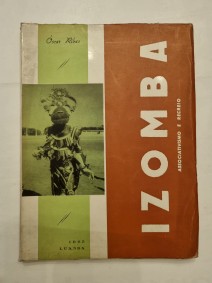 Óscar Ribas
IZOMBA
ASSOCIATIVISMO E RECREIO
1965
LUANDA